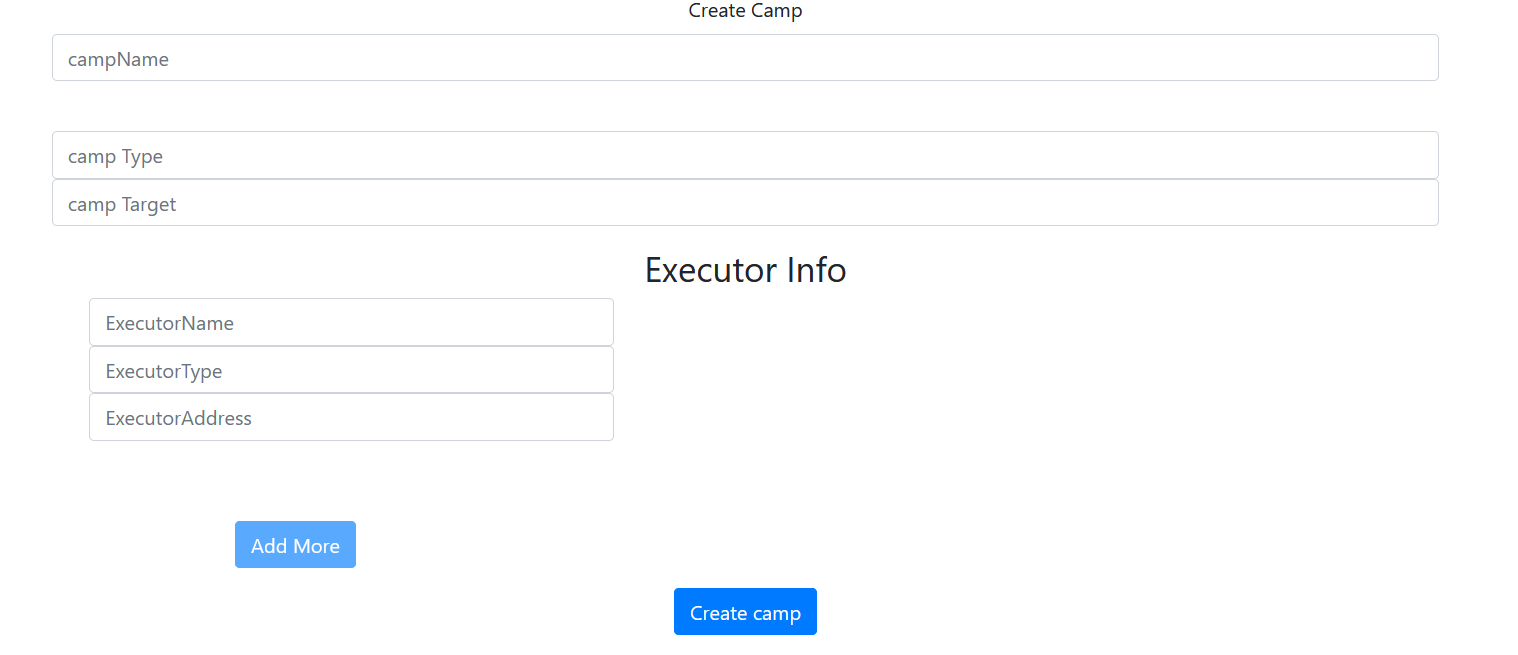 Create Camp
campName
camp Type
camp Target
Executor Info
ExecutorName
ExecutorType
ExecutorAddress
Add More
Create camp